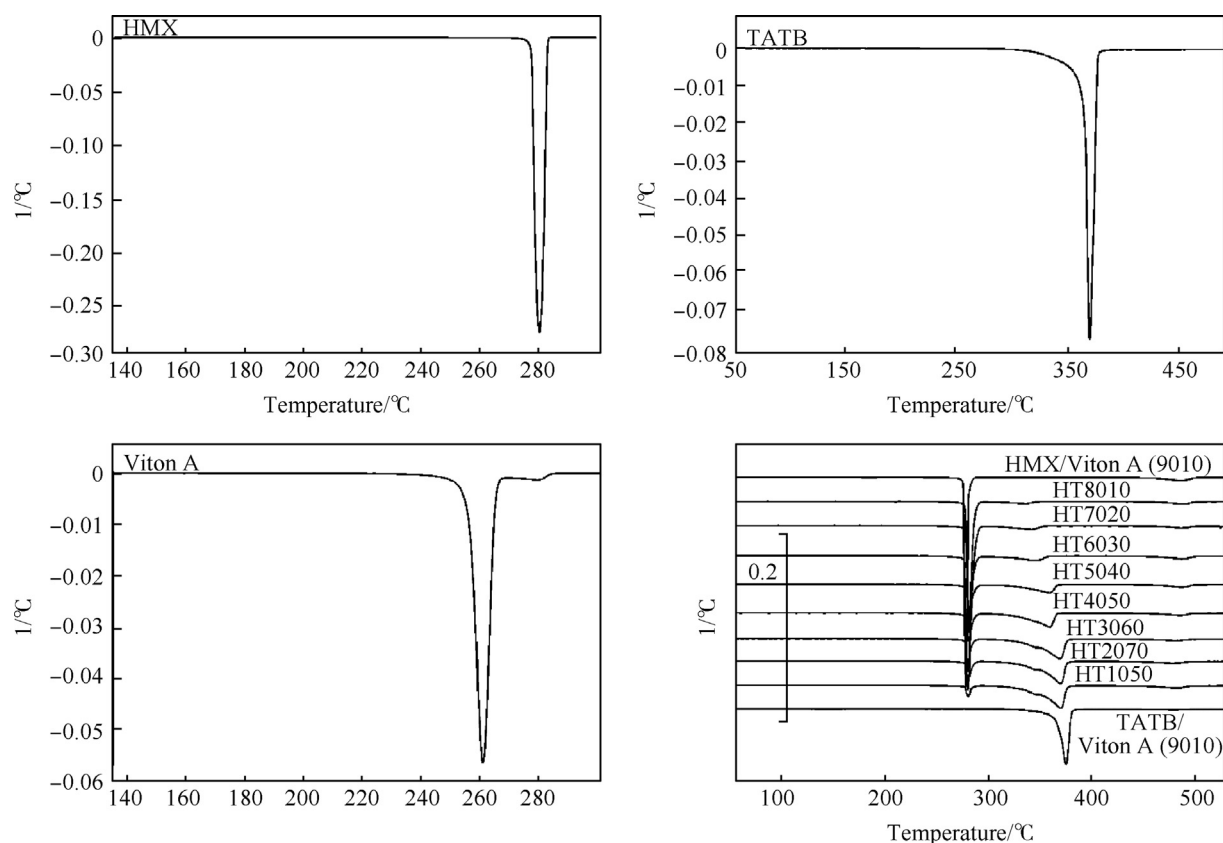 HMX
0
−0.05
−0.10
−0.15
−0.20
−0.25
−0.30
1/℃
140 160 180 200 220 240 260 280
Temperature/℃
TATB
0
−0.01
−0.02
−0.03
−0.04
−0.05
−0.06
−0.07
−0.08
1/℃
50 150 250 350 450
Temperature/℃
Viton A
0
−0.01
−0.02
−0.03
−0.04
−0.05
−0.06
1/℃
140 160 180 200 220 240 260 280
Temperature/℃
HMX/Viton A (9010)
HT8010
HT7020
HT6030
0.2
HT5040
HT4050
HT3060
HT2070
HT1050
TATB/
Viton A (9010)
1/℃
100 200 300 400 500
Temperature/℃